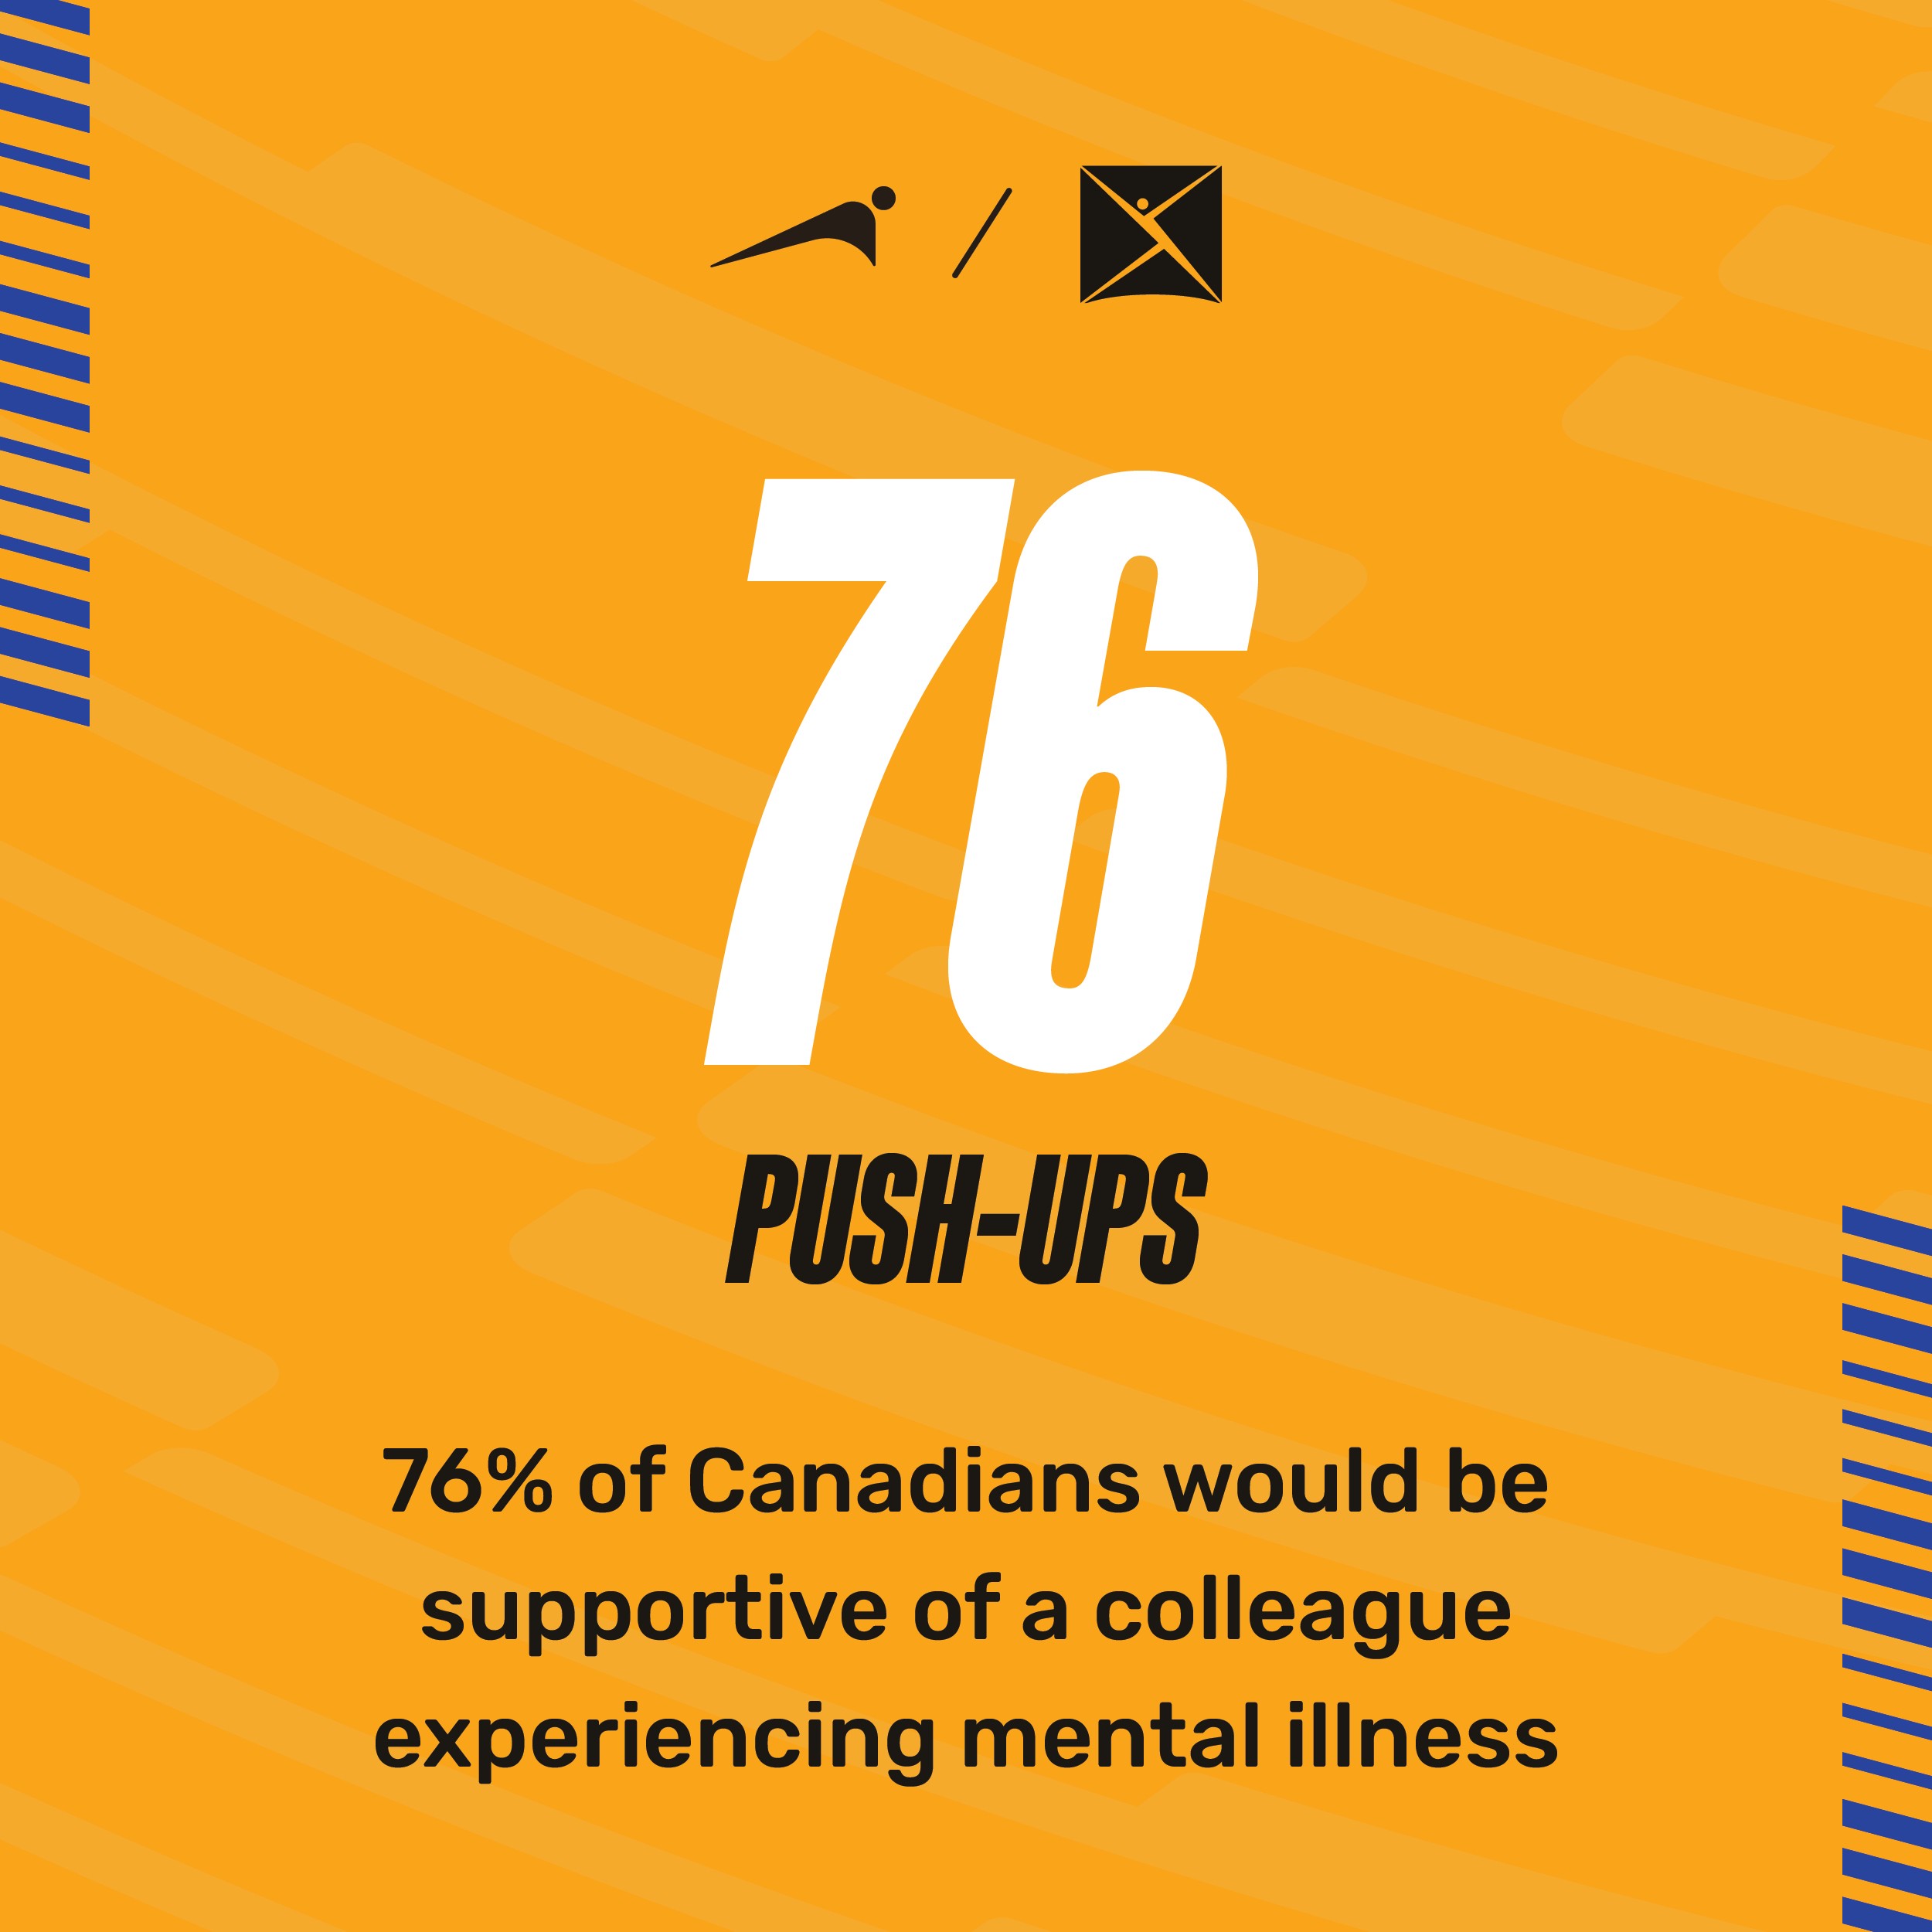 76
PUSH-UPS
76% of Canadians would be
supportive of a colleague
experiencing mental illness